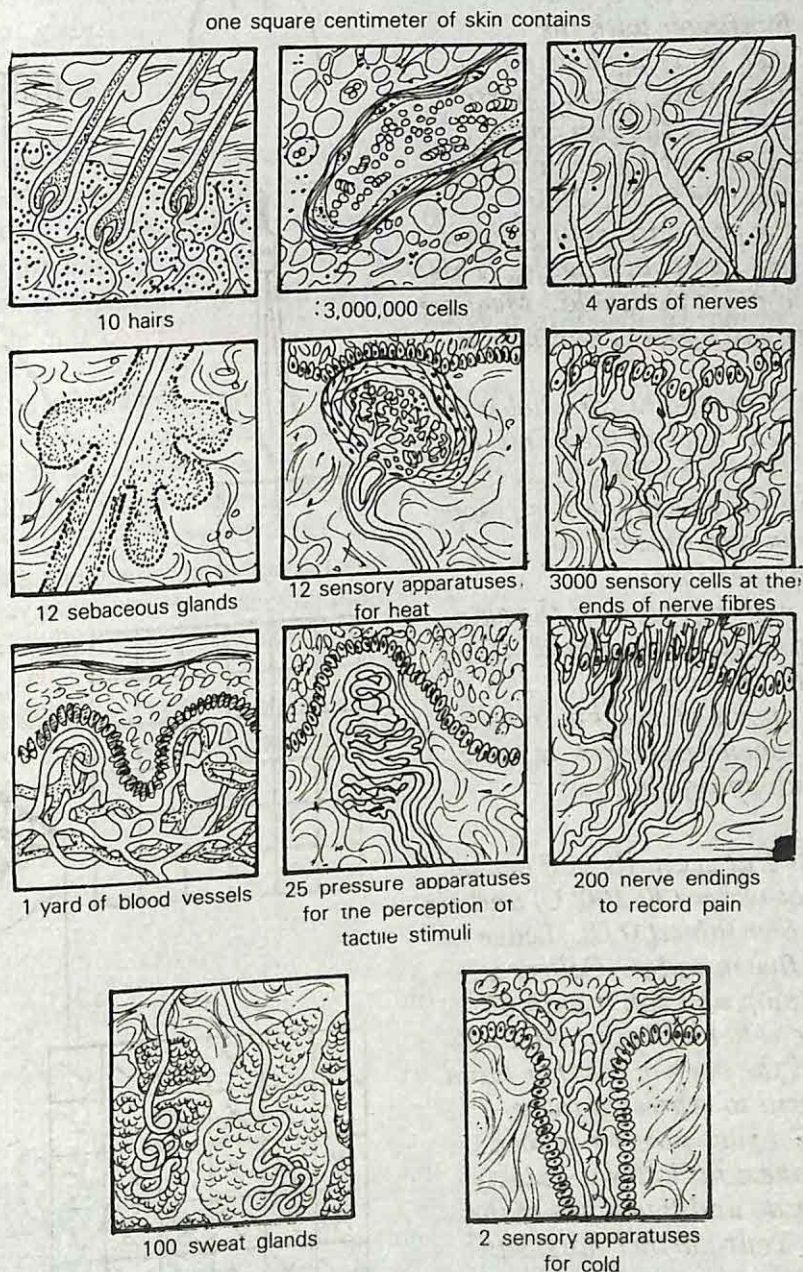 one square centimeter of skin contains
10 hairs
3,000,000 cells
4 yards of nerves
12 sebaceous glands
12 sensory apparatuses
for heat
3000 sensory cells at the
ends of nerve fibres
1 yard of blood vessels
25 pressure apparatuses
for the perception of
tactile stimuli
200 nerve endings
to record pain
100 sweat glands
2 sensory apparatuses
for cold